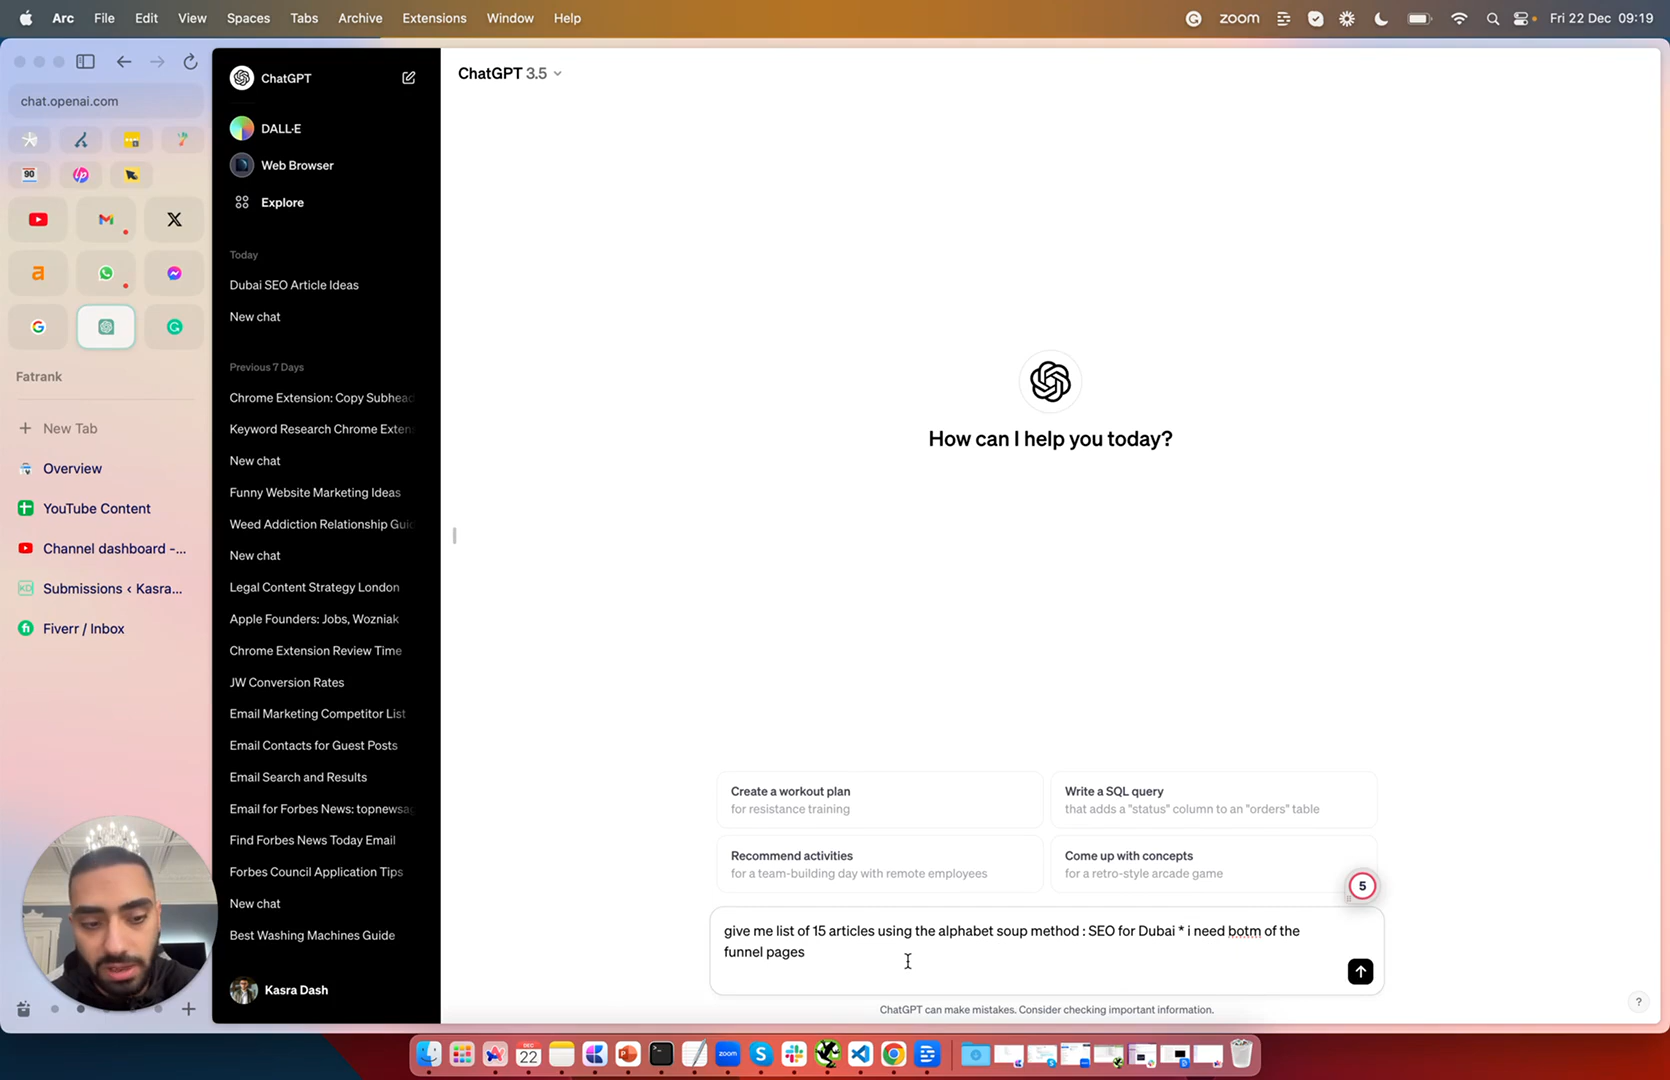 Arc File Edit View Spaces Tabs Archive Extensions Window Help
zoom Fri 22 Dec 09:19
chat.openai.com
90
Fatrank
New Tab
Overview
YouTube Content
Channel dashboard -...
Submissions ‹ Kasra...
Fiverr / Inbox
ChatGPT
DALL·E
Web Browser
Explore
Today
Dubai SEO Article Ideas
New chat
Previous 7 Days
Chrome Extension: Copy Subhead
Keyword Research Chrome Exten
New chat
Funny Website Marketing Ideas
Weed Addiction Relationship Guid
New chat
Legal Content Strategy London
Apple Founders: Jobs, Wozniak
Chrome Extension Review Time
JW Conversion Rates
Email Marketing Competitor List
Email Contacts for Guest Posts
Email Search and Results
Email for Forbes News: topnewsag
Find Forbes News Today Email
Forbes Council Application Tips
New chat
Best Washing Machines Guide
Kasra Dash
ChatGPT 3.5
How can I help you today?
Create a workout plan
for resistance training
Write a SQL query
that adds a "status" column to an "orders" table
Recommend activities
for a team-building day with remote employees
Come up with concepts
for a retro-style arcade game
5
give me list of 15 articles using the alphabet soup method : SEO for Dubai * i need botm of the
funnel pages
ChatGPT can make mistakes. Consider checking important information.
?
DEC
22
zoom